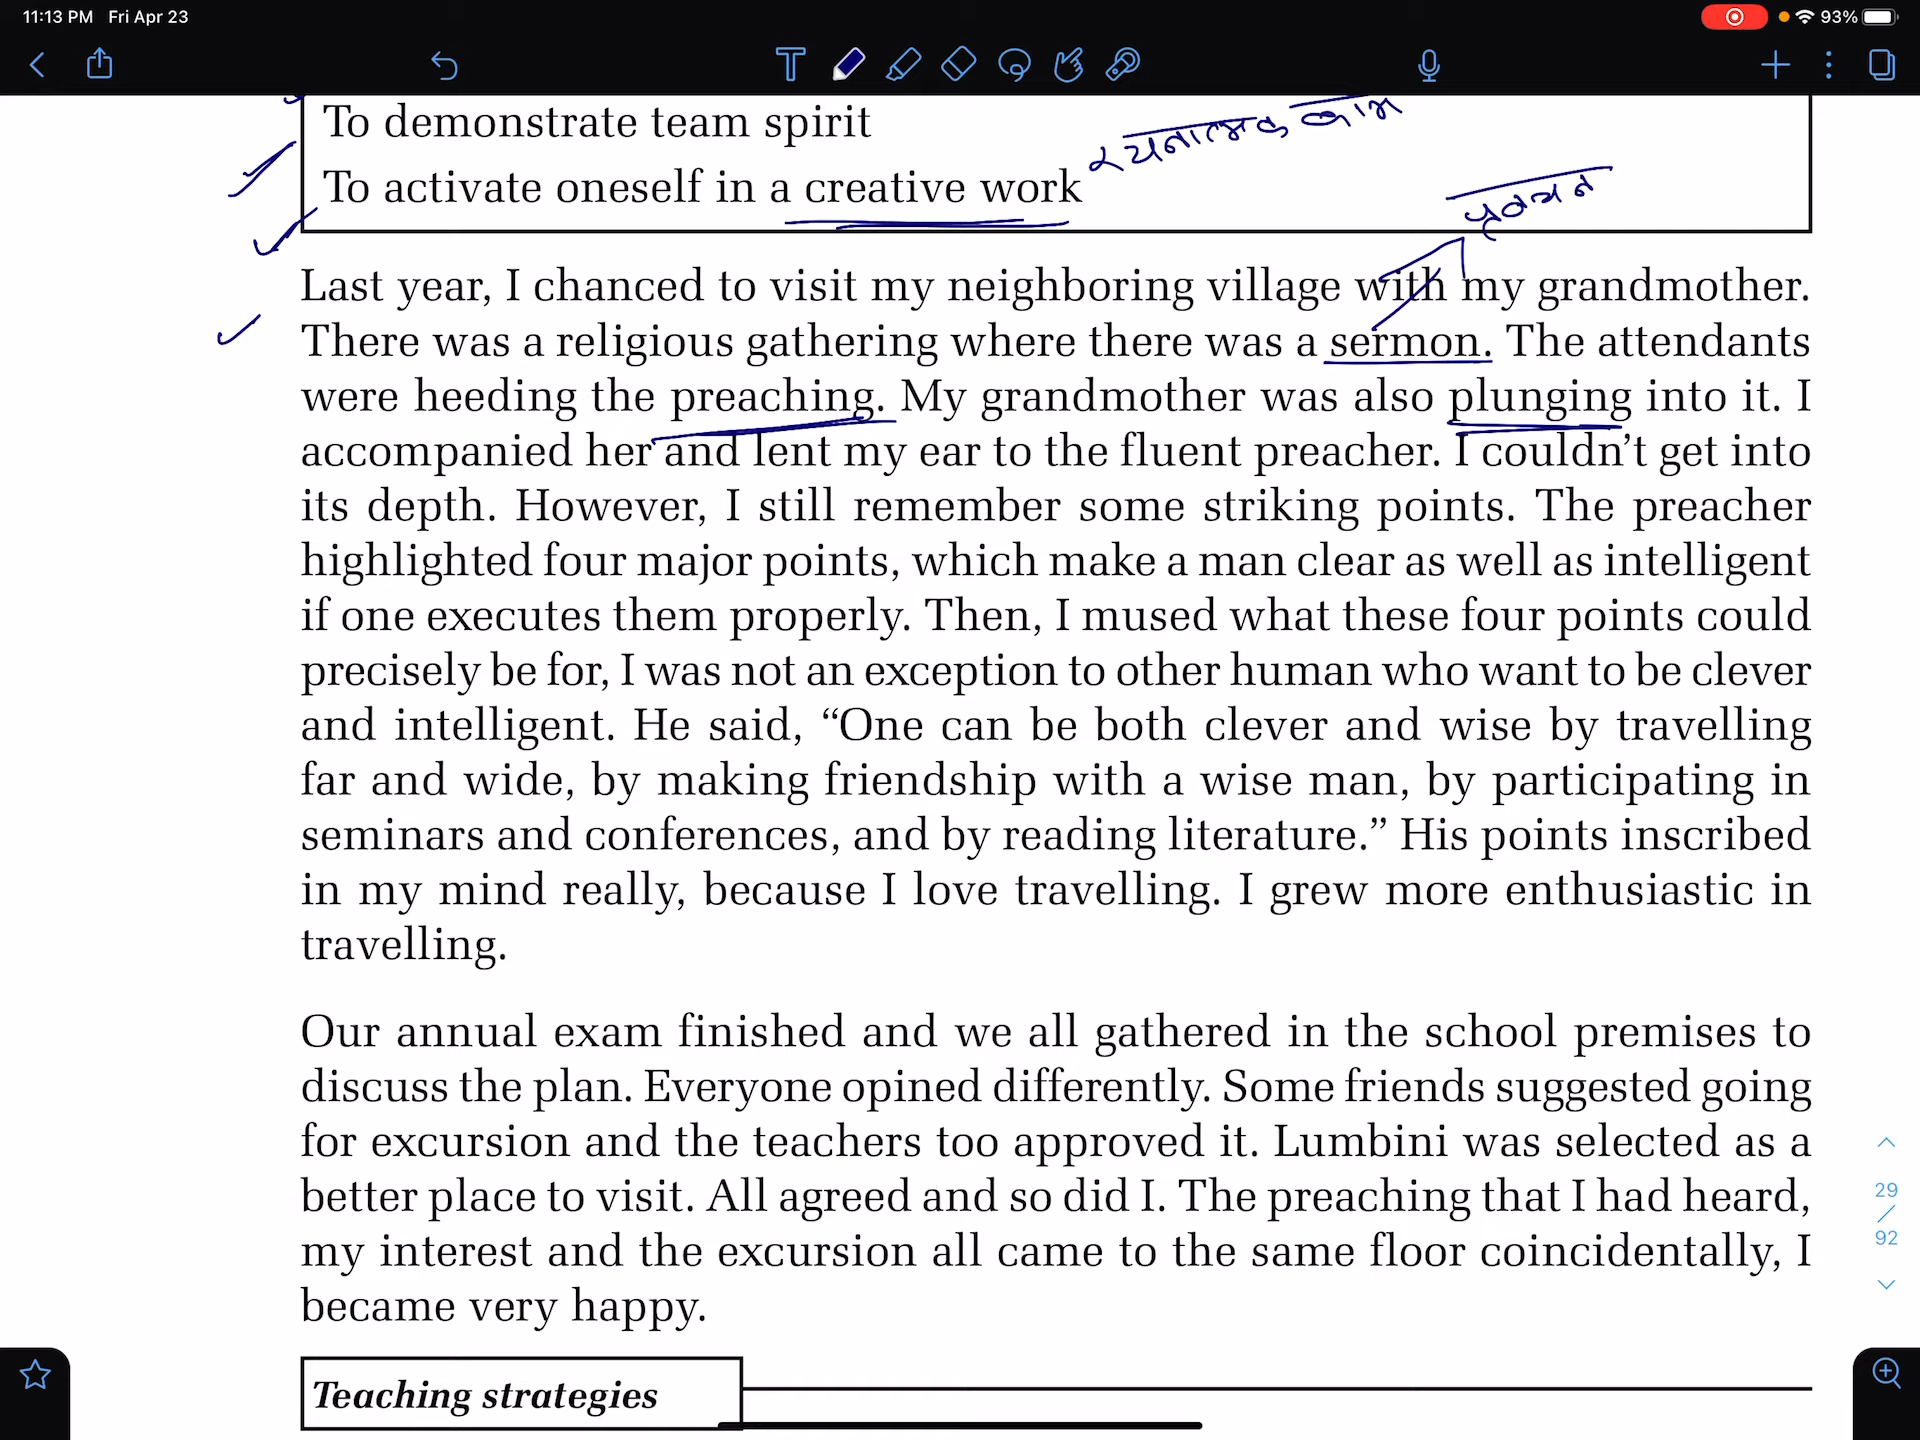 11:13 PM Fri Apr 23
93%
To demonstrate team spirit
रचनात्मक काम
To activate oneself in a creative work
प्रवचन
Last year, I chanced to visit my neighboring village with my grandmother.
There was a religious gathering where there was a sermon. The attendants
were heeding the preaching. My grandmother was also plunging into it. I
accompanied her and lent my ear to the fluent preacher. I couldn’t get into
its depth. However, I still remember some striking points. The preacher
highlighted four major points, which make a man clear as well as intelligent
if one executes them properly. Then, I mused what these four points could
precisely be for, I was not an exception to other human who want to be clever
and intelligent. He said, “One can be both clever and wise by travelling
far and wide, by making friendship with a wise man, by participating in
seminars and conferences, and by reading literature.” His points inscribed
in my mind really, because I love travelling. I grew more enthusiastic in
travelling.
Our annual exam finished and we all gathered in the school premises to
discuss the plan. Everyone opined differently. Some friends suggested going
for excursion and the teachers too approved it. Lumbini was selected as a
better place to visit. All agreed and so did I. The preaching that I had heard,
my interest and the excursion all came to the same floor coincidentally, I
became very happy.
29
/
92
Teaching strategies